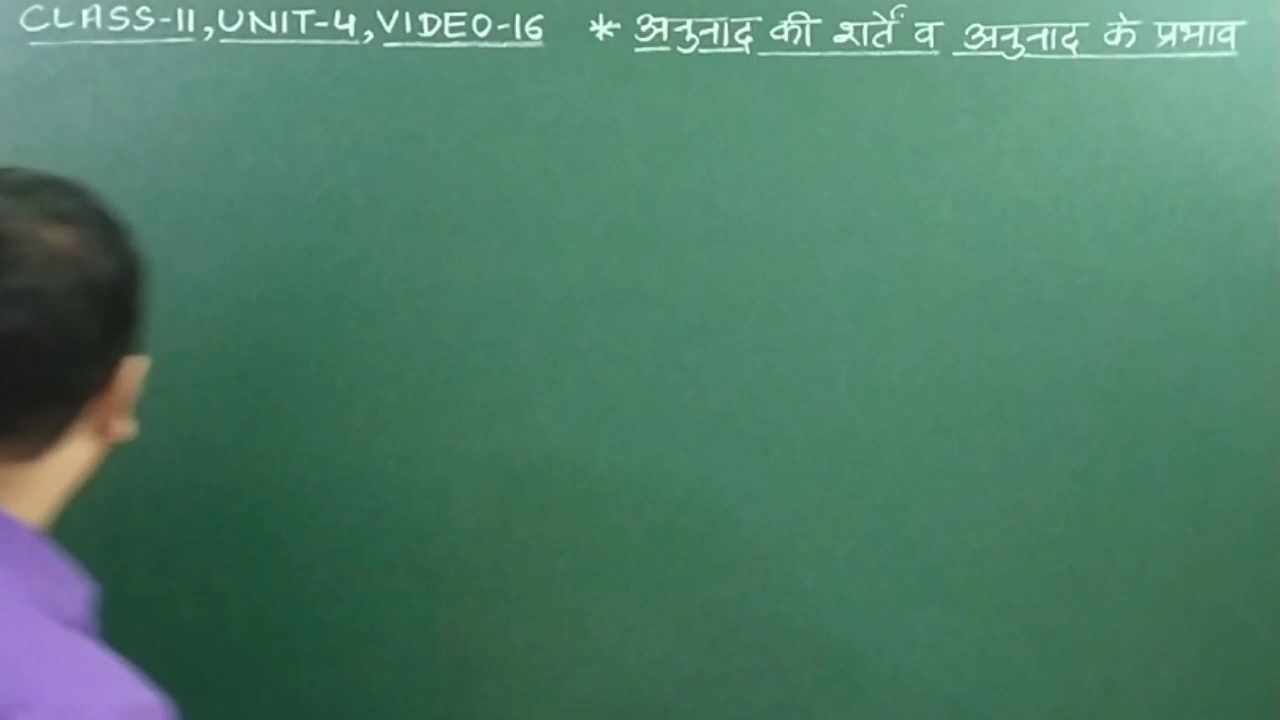 CLASS-11,UNIT-4,VIDEO-16 * अनुनाद की शर्तें व अनुनाद के प्रभाव